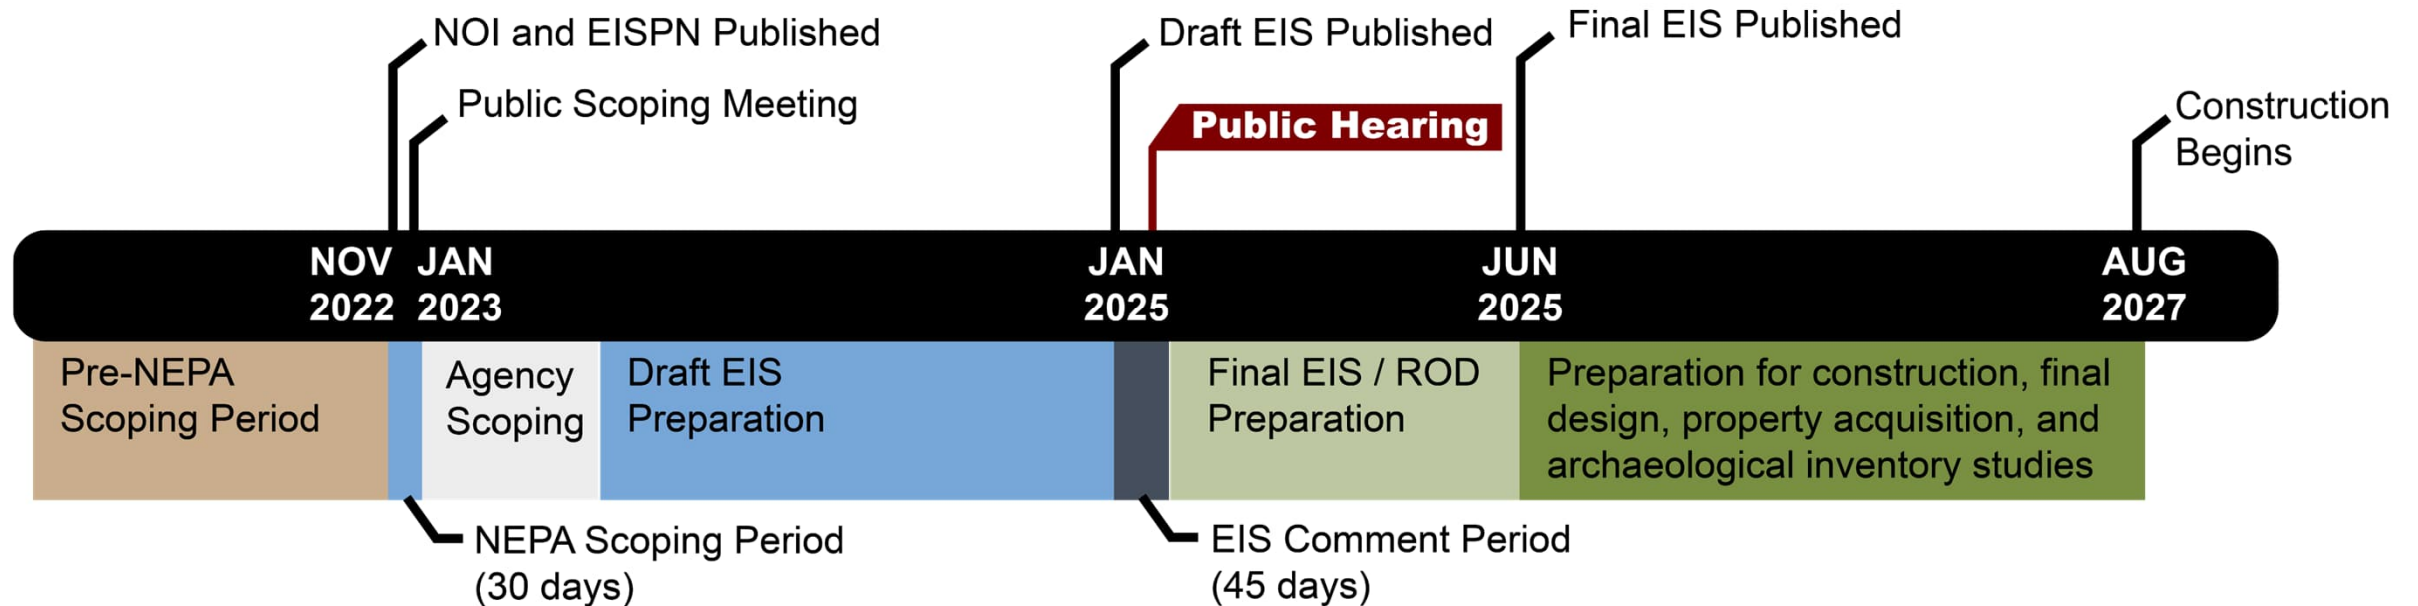 NOI and EISPN Published
Public Scoping Meeting
Draft EIS Published
Public Hearing
Final EIS Published
Construction
Begins
NOV
2022
JAN
2023
JAN
2025
JUN
2025
AUG
2027
Pre-NEPA
Scoping Period
Agency
Scoping
Draft EIS
Preparation
Final EIS / ROD
Preparation
Preparation for construction, final
design, property acquisition, and
archaeological inventory studies
NEPA Scoping Period
(30 days)
EIS Comment Period
(45 days)